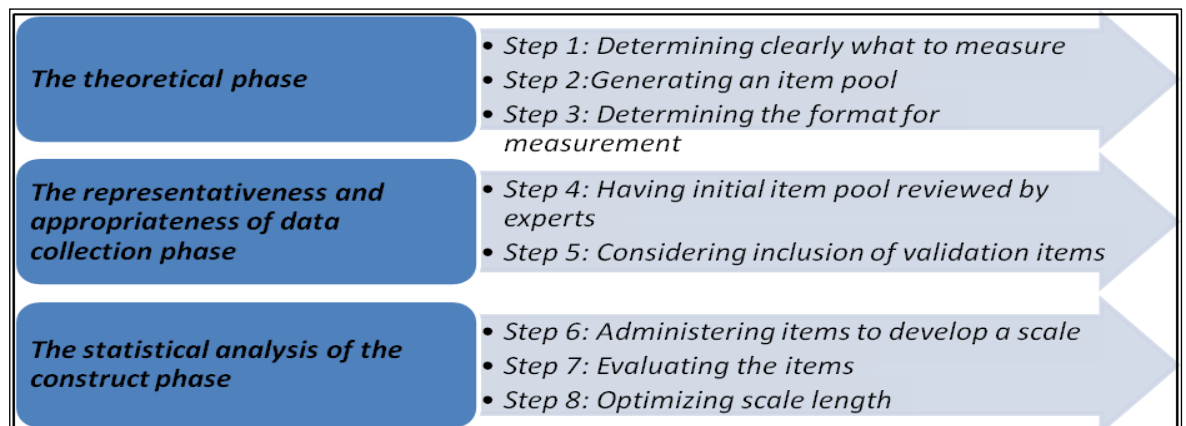 The theoretical phase
• Step 1: Determining clearly what to measure
• Step 2:Generating an item pool
• Step 3: Determining the format for
measurement
The representativeness and
appropriateness of data
collection phase
• Step 4: Having initial item pool reviewed by
experts
• Step 5: Considering inclusion of validation items
The statistical analysis of the
construct phase
• Step 6: Administering items to develop a scale
• Step 7: Evaluating the items
• Step 8: Optimizing scale length